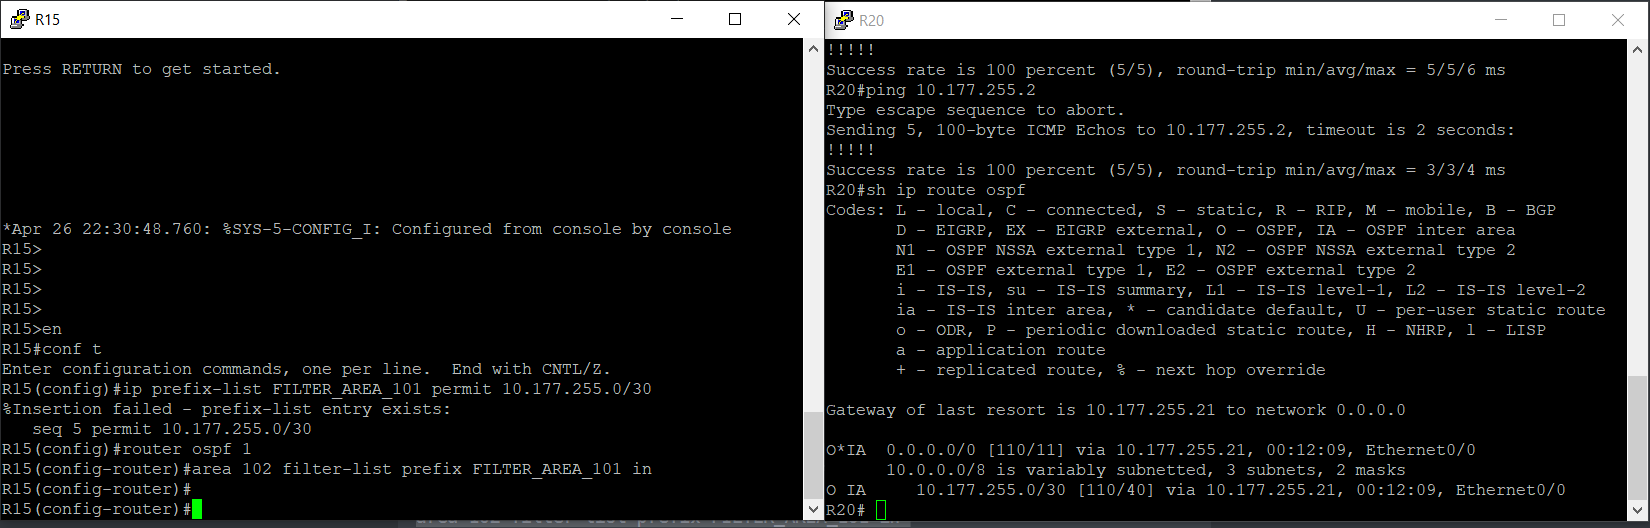 R15
Press RETURN to get started.
*Apr 26 22:30:48.760: %SYS-5-CONFIG_I: Configured from console by console
R15>
R15>
R15>
R15>
R15>en
R15#conf t
Enter configuration commands, one per line.  End with CNTL/Z.
R15(config)#ip prefix-list FILTER_AREA_101 permit 10.177.255.0/30
%Insertion failed - prefix-list entry exists:
   seq 5 permit 10.177.255.0/30
R15(config)#router ospf 1
R15(config-router)#area 102 filter-list prefix FILTER_AREA_101 in
R15(config-router)#
R15(config-router)#
R20
!!!!!
Success rate is 100 percent (5/5), round-trip min/avg/max = 5/5/6 ms
R20#ping 10.177.255.2
Type escape sequence to abort.
Sending 5, 100-byte ICMP Echos to 10.177.255.2, timeout is 2 seconds:
!!!!!
Success rate is 100 percent (5/5), round-trip min/avg/max = 3/3/4 ms
R20#sh ip route ospf
Codes: L - local, C - connected, S - static, R - RIP, M - mobile, B - BGP
       D - EIGRP, EX - EIGRP external, O - OSPF, IA - OSPF inter area
       N1 - OSPF NSSA external type 1, N2 - OSPF NSSA external type 2
       E1 - OSPF external type 1, E2 - OSPF external type 2
       i - IS-IS, su - IS-IS summary, L1 - IS-IS level-1, L2 - IS-IS level-2
       ia - IS-IS inter area, * - candidate default, U - per-user static route
       o - ODR, P - periodic downloaded static route, H - NHRP, l - LISP
       a - application route
       + - replicated route, % - next hop override
Gateway of last resort is 10.177.255.21 to network 0.0.0.0
O*IA  0.0.0.0/0 [110/11] via 10.177.255.21, 00:12:09, Ethernet0/0
      10.0.0.0/8 is variably subnetted, 3 subnets, 2 masks
O IA     10.177.255.0/30 [110/40] via 10.177.255.21, 00:12:09, Ethernet0/0
R20#